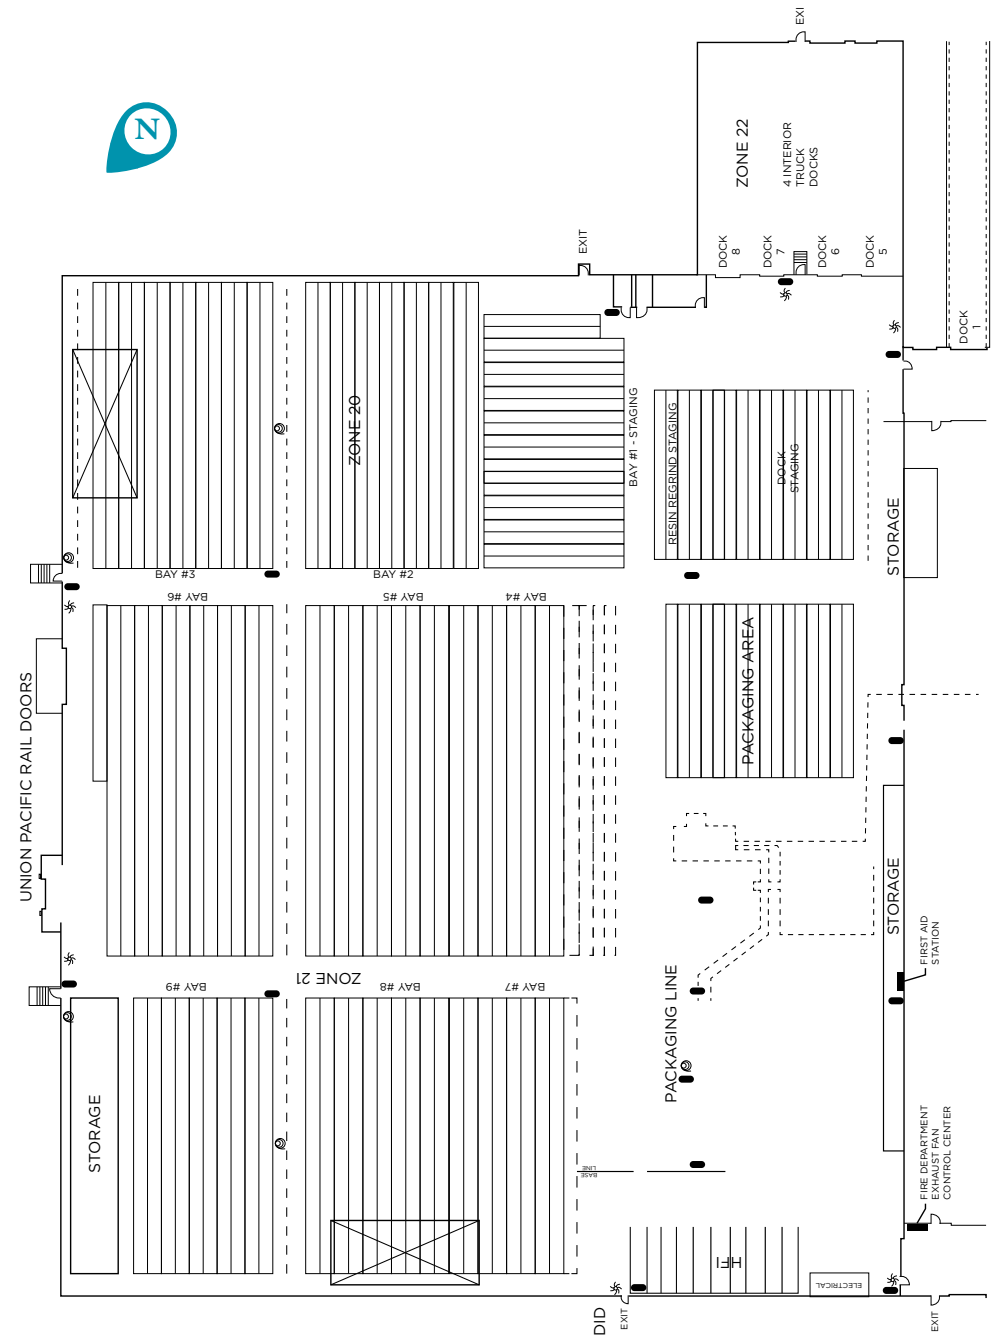 EXI
N
ZONE 22
4 INTERIOR
TRUCK
DOCKS
EXIT
DOCK
8
DOCK
7
DOCK
6
DOCK
5
DOCK
1
ZONE 20
BAY #1 - STAGING
RESIN REGRIND STAGING
DOCK
STAGING
STORAGE
BAY #3
BAY #2
BAY #6
BAY #5
BAY #4
UNION PACIFIC RAIL DOORS
PACKAGING AREA
STORAGE
FIRST AID
STATION
ZONE 21
BAY #9
BAY #8
BAY #7
PACKAGING LINE
STORAGE
BASE
LINE
FIRE DEPARTMENT
EXHAUST FAN
CONTROL CENTER
HFI
ELECTRICAL
DID
EXIT
EXIT